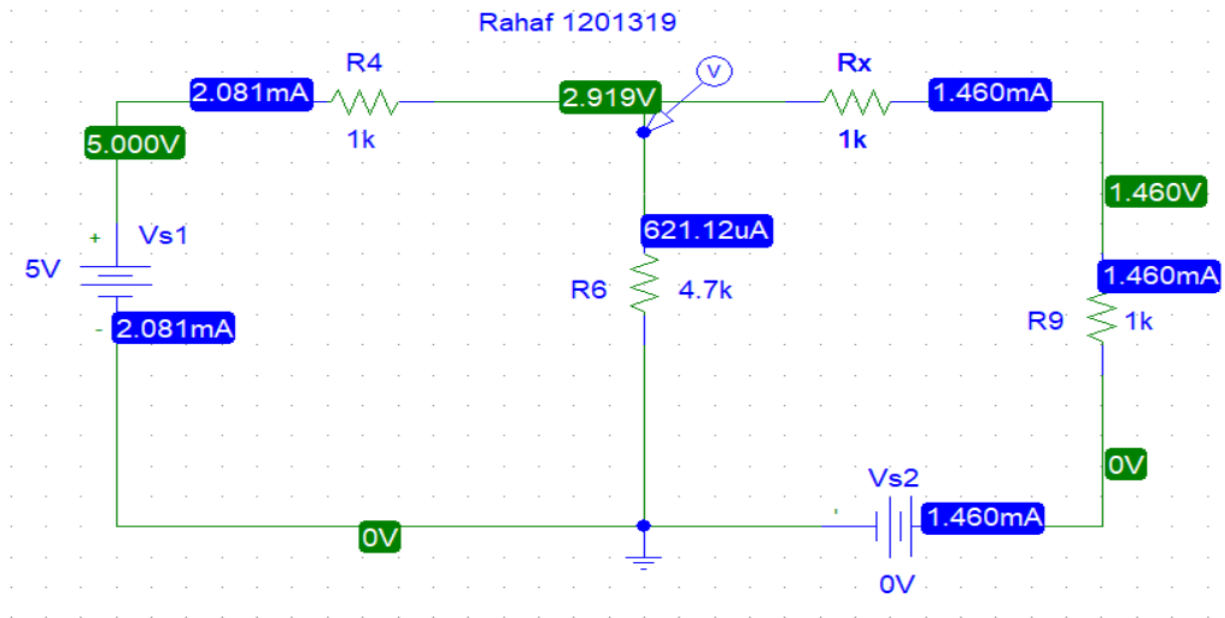 Rahaf 1201319
R4
Rx
2.081mA
2.919V
V
1.460mA
1k
1k
5.000V
1.460V
+
Vs1
621.12uA
5V
1.460mA
R6
4.7k
R9
1k
-
2.081mA
0V
Vs2
1.460mA
0V
0V